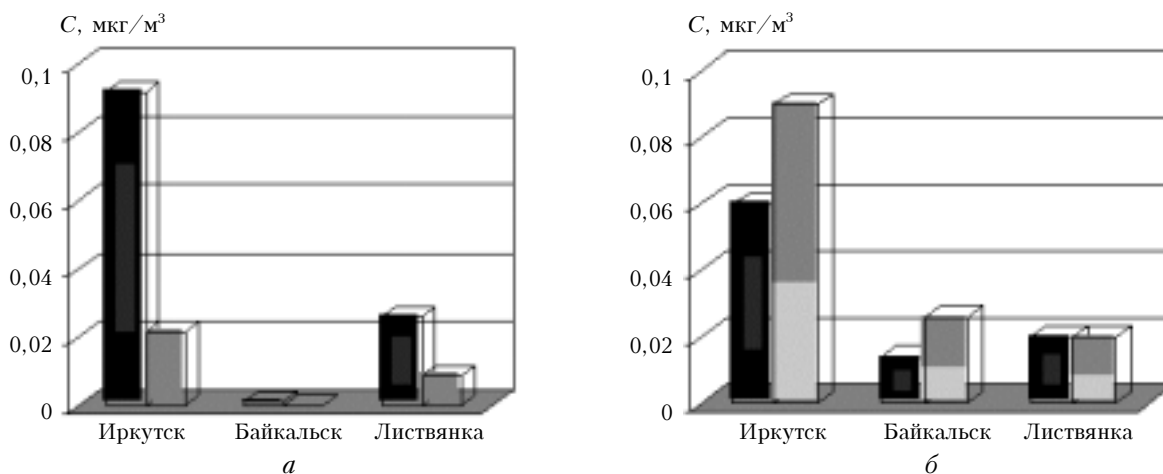 C, мкг/м³
0,1
0,08
0,06
0,04
0,02
0
Иркутск Байкальск Листвянка
а
C, мкг/м³
0,1
0,08
0,06
0,04
0,02
0
Иркутск Байкальск Листвянка
б